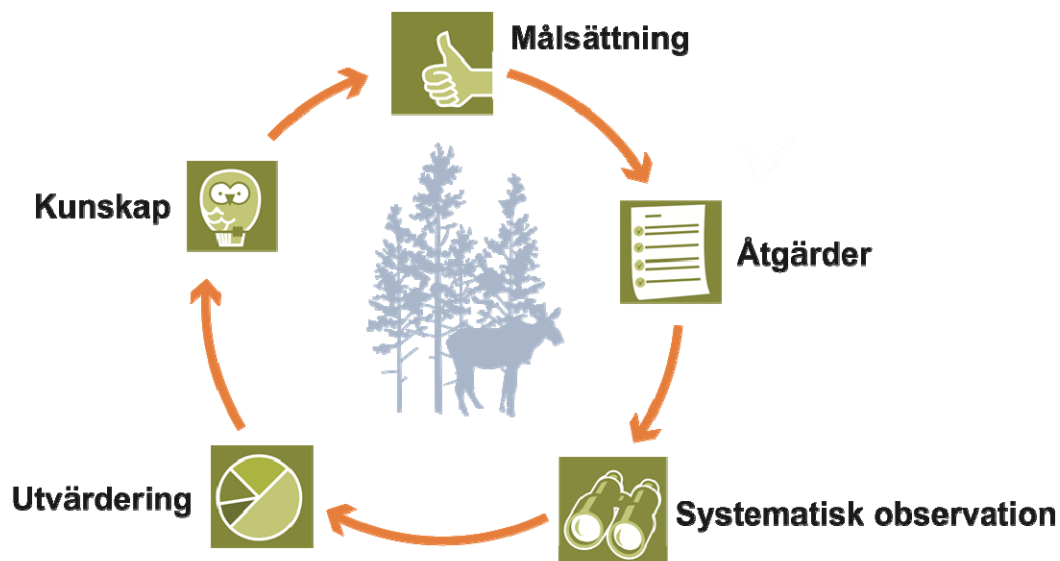 Målsättning
Åtgärder
Systematisk observation
Utvärdering
Kunskap